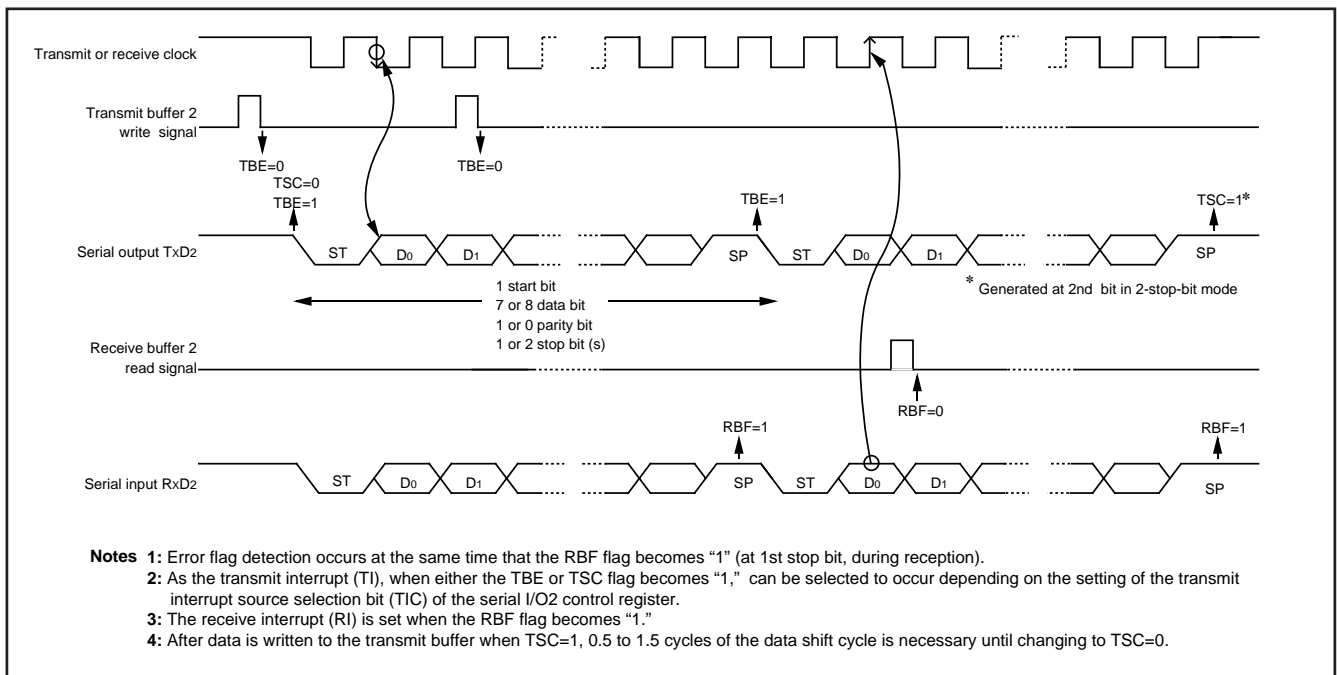 Transmit or receive clock
Transmit buffer 2
write signal
TBE=0
TSC=0
TBE=1
TBE=0
TBE=1
TSC=1*
Serial output TxD2
ST
D0
D1
SP
ST
D0
D1
SP
* Generated at 2nd bit in 2-stop-bit mode
1 start bit
7 or 8 data bit
1 or 0 parity bit
1 or 2 stop bit (s)
Receive buffer 2
read signal
RBF=0
RBF=1
RBF=1
Serial input RxD2
ST
D0
D1
SP
ST
D0
D1
SP
Notes 1: Error flag detection occurs at the same time that the RBF flag becomes “1” (at 1st stop bit, during reception).
2: As the transmit interrupt (TI), when either the TBE or TSC flag becomes “1,” can be selected to occur depending on the setting of the transmit
interrupt source selection bit (TIC) of the serial I/O2 control register.
3: The receive interrupt (RI) is set when the RBF flag becomes “1.”
4: After data is written to the transmit buffer when TSC=1, 0.5 to 1.5 cycles of the data shift cycle is necessary until changing to TSC=0.